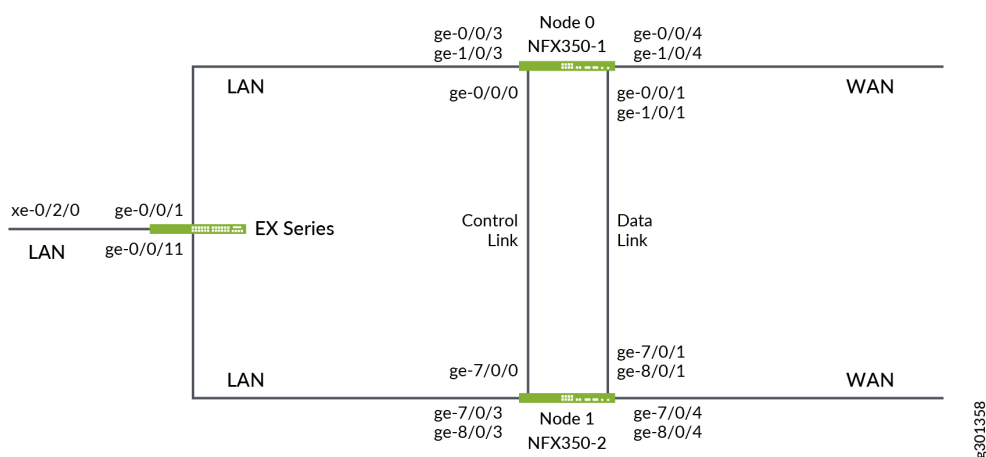 Node 0
NFX350-1
ge-0/0/3
ge-1/0/3
ge-0/0/4
ge-1/0/4
LAN
ge-0/0/0
ge-0/0/1
ge-1/0/1
WAN
xe-0/2/0
ge-0/0/1
LAN
ge-0/0/11
EX Series
Control
Link
Data
Link
LAN
ge-7/0/0
ge-7/0/1
ge-8/0/1
WAN
ge-7/0/3
ge-8/0/3
Node 1
NFX350-2
ge-7/0/4
ge-8/0/4
g301358